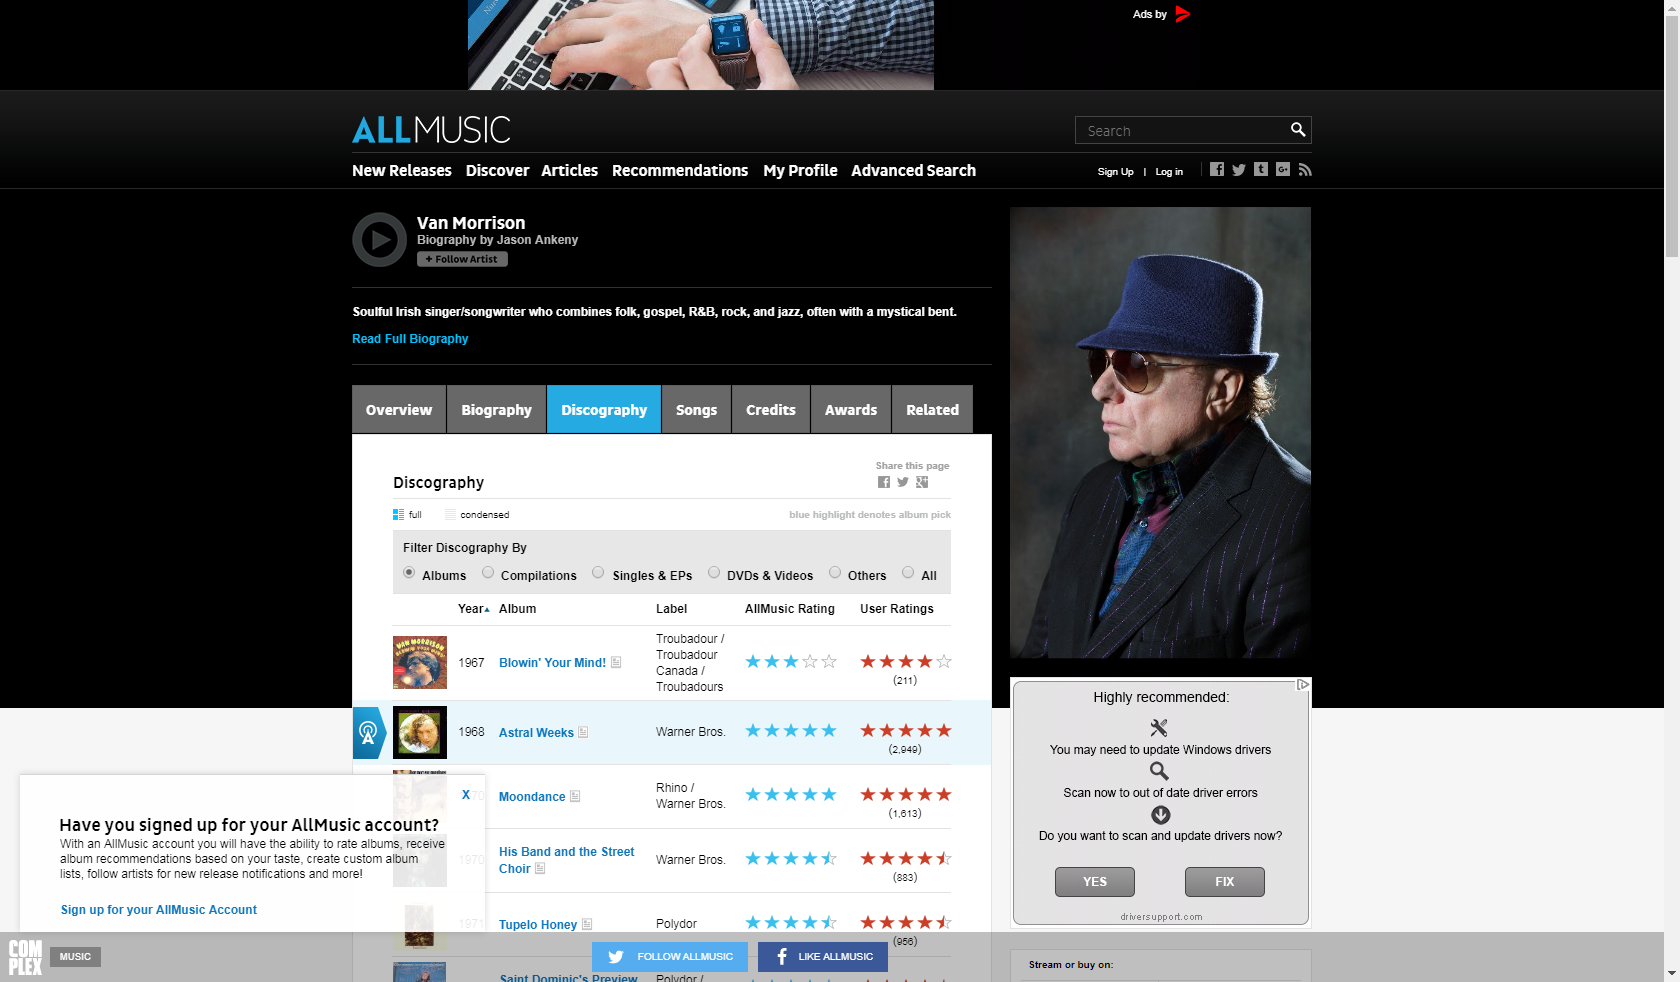 Ads by
ALLMUSIC
Search
New Releases Discover Articles Recommendations My Profile Advanced Search
Sign Up | Log in
Van Morrison
Biography by Jason Ankeny
+ Follow Artist
Soulful Irish singer/songwriter who combines folk, gospel, R&B, rock, and jazz, often with a mystical bent.
Read Full Biography
Overview Biography Discography Songs Credits Awards Related
Share this page
Discography
full condensed blue highlight denotes album pick
Filter Discography By
Albums Compilations Singles & EPs DVDs & Videos Others All
Year Album Label AllMusic Rating User Ratings
VAN MORRISON
1967 Blowin' Your Mind!
Troubadour /
Troubadour
Canada /
Troubadours
(211)
1968 Astral Weeks Warner Bros.
(2,949)
1970 Moondance
Rhino /
Warner Bros.
(1,613)
1970 His Band and the Street
Choir
Warner Bros.
(883)
1971 Tupelo Honey Polydor
(956)
Saint Dominic's Preview Polydor /
X
Have you signed up for your AllMusic account?
With an AllMusic account you will have the ability to rate albums, receive
album recommendations based on your taste, create custom album
lists, follow artists for new release notifications and more!
Sign up for your AllMusic Account
Highly recommended:
You may need to update Windows drivers
Scan now to out of date driver errors
Do you want to scan and update drivers now?
YES FIX
driversupport.com
Stream or buy on:
COMPLEX
MUSIC
FOLLOW ALLMUSIC
LIKE ALLMUSIC